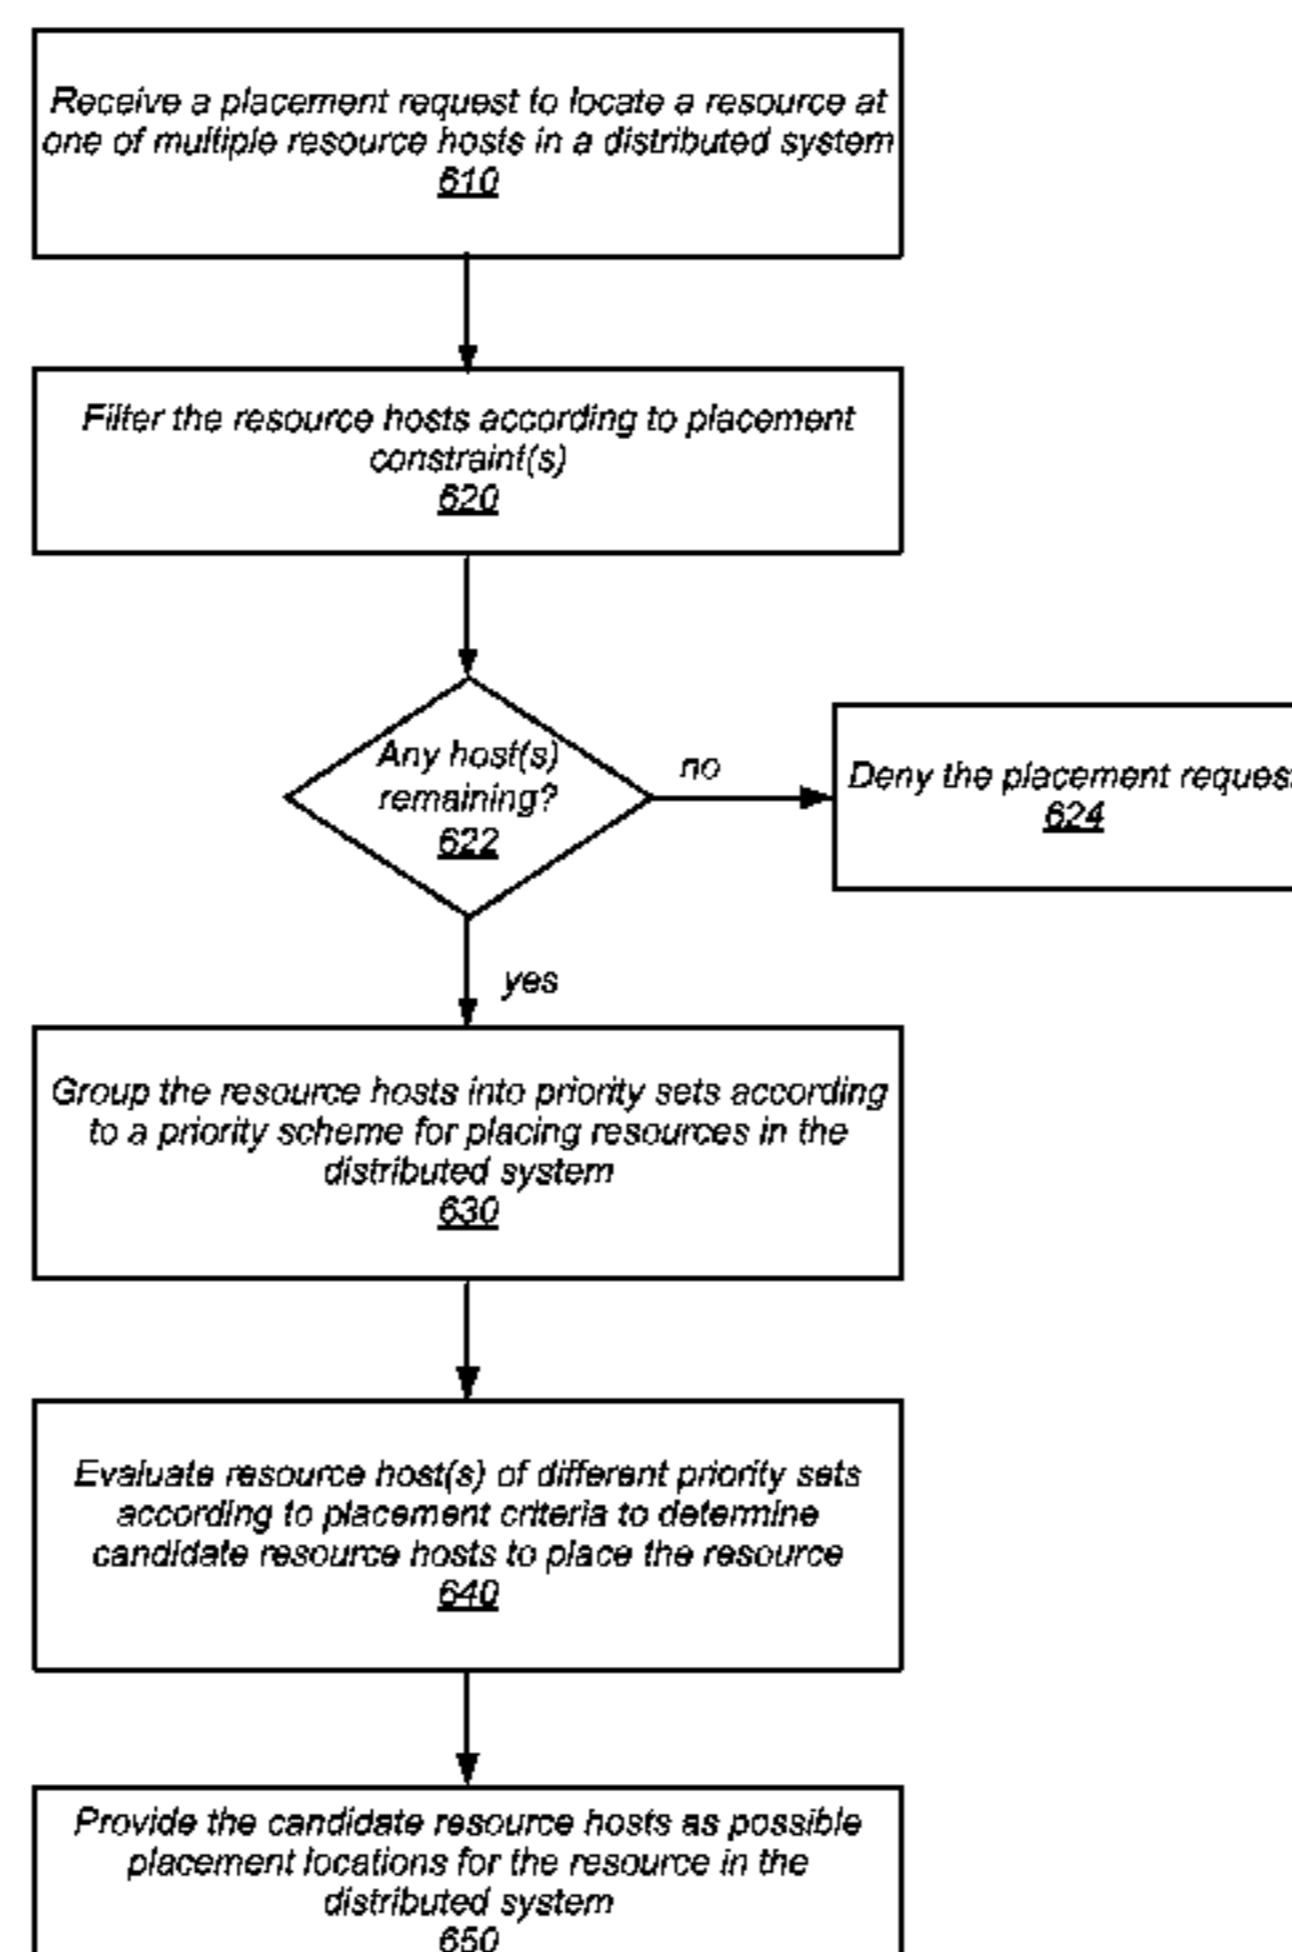 Receive a placement request to locate a resource at
one of multiple resource hosts in a distributed system
610
Filter the resource hosts according to placement
constraint(s)
620
Any host(s)
remaining?
622
no
Deny the placement request
624
yes
Group the resource hosts into priority sets according
to a priority scheme for placing resources in the
distributed system
630
Evaluate resource host(s) of different priority sets
according to placement criteria to determine
candidate resource hosts to place the resource
640
Provide the candidate resource hosts as possible
placement locations for the resource in the
distributed system
650